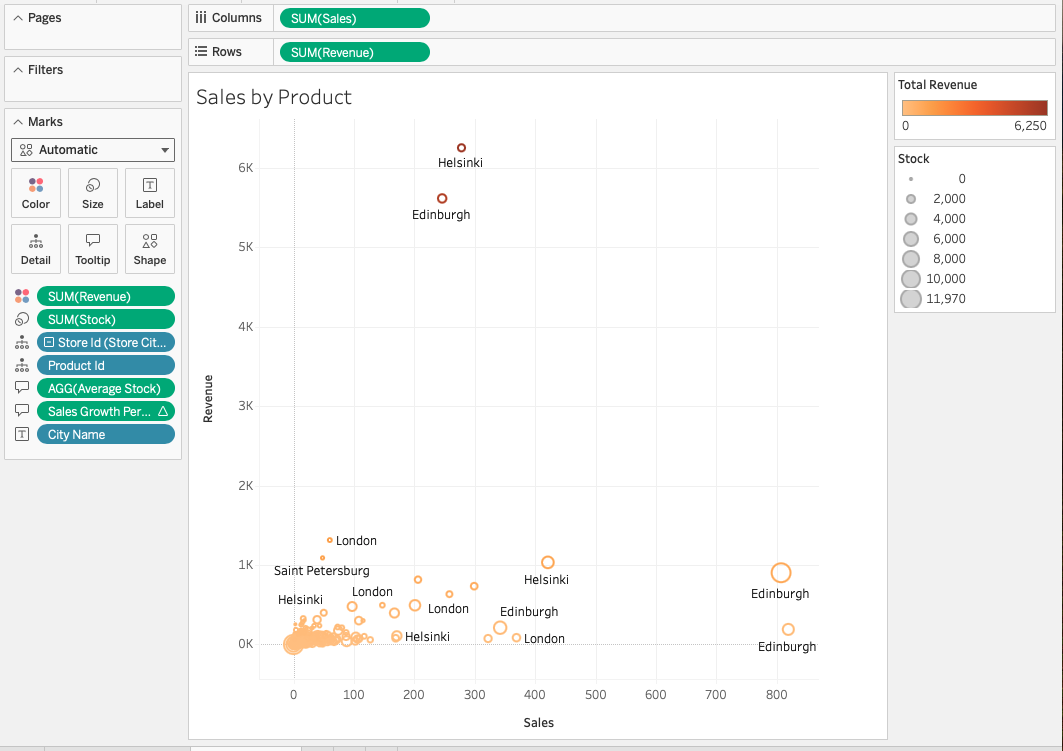 Pages
Filters
Marks
Automatic
Color
Size
Label
Detail
Tooltip
Shape
SUM(Revenue)
SUM(Stock)
Store Id (Store Cit...
Product Id
AGG(Average Stock)
Sales Growth Per...
City Name
Columns
SUM(Sales)
Rows
SUM(Revenue)
Sales by Product
6K
5K
4K
3K
2K
1K
0K
Revenue
Helsinki
Edinburgh
London
Saint Petersburg
Helsinki
London
London
Helsinki
Helsinki
Edinburgh
London
Edinburgh
Edinburgh
0
100
200
300
400
500
600
700
800
Sales
Total Revenue
0
6,250
Stock
0
2,000
4,000
6,000
8,000
10,000
11,970